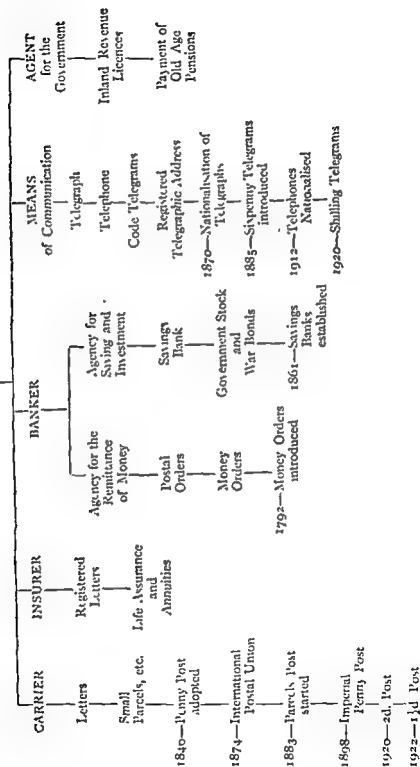 CARRIER
Letters
Small
Parcels, etc.
1840—Penny Post
adopted
1874—International
Postal Union
1883—Parcels Post
started
1898—Imperial
Penny Post
1920—2d. Post
1922—1½d Post
INSURER
Registered
Letters
Life Assurance
and
Annuities
BANKER
Agency for the
Remittance
of Money
Postal
Orders
Money
Orders
1792—Money Orders
introduced
Agency for
Saving and
Investment
Savings
Bank
Government Stock
and
War Bonds
1861—Savings
Banks
established
MEANS
of Communication
Telegraph
Telephone
Code Telegrams
Registered
Telegraphic Address
1870—Nationalisation of
Telegraphs
1885—Sixpenny Telegrams
introduced
1912—Telephones
Nationalised
1920—Shilling Telegrams
AGENT
for the
Government
Inland Revenue
Licences
Payment of
Old Age
Pensions